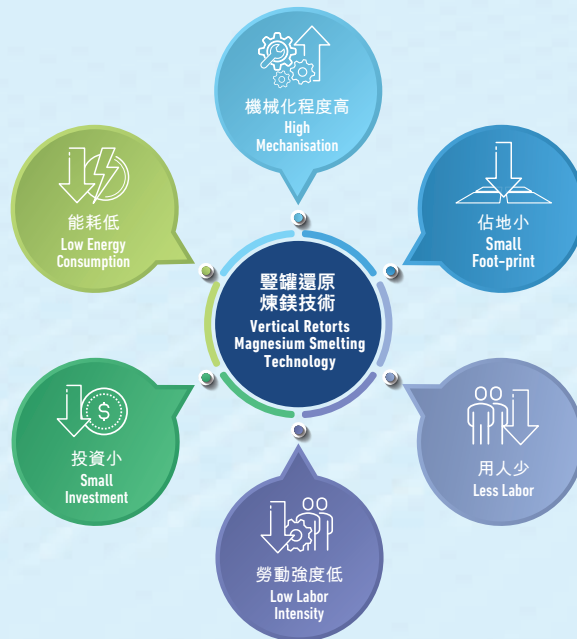 機械化程度高
High
Mechanisation
能耗低
Low Energy
Consumption
佔地小
Small
Foot-print
豎罐還原
煉鎂技術
Vertical Retorts
Magnesium Smelting
Technology
投資小
Small
Investment
用人少
Less Labor
勞動強度低
Low Labor
Intensity
$